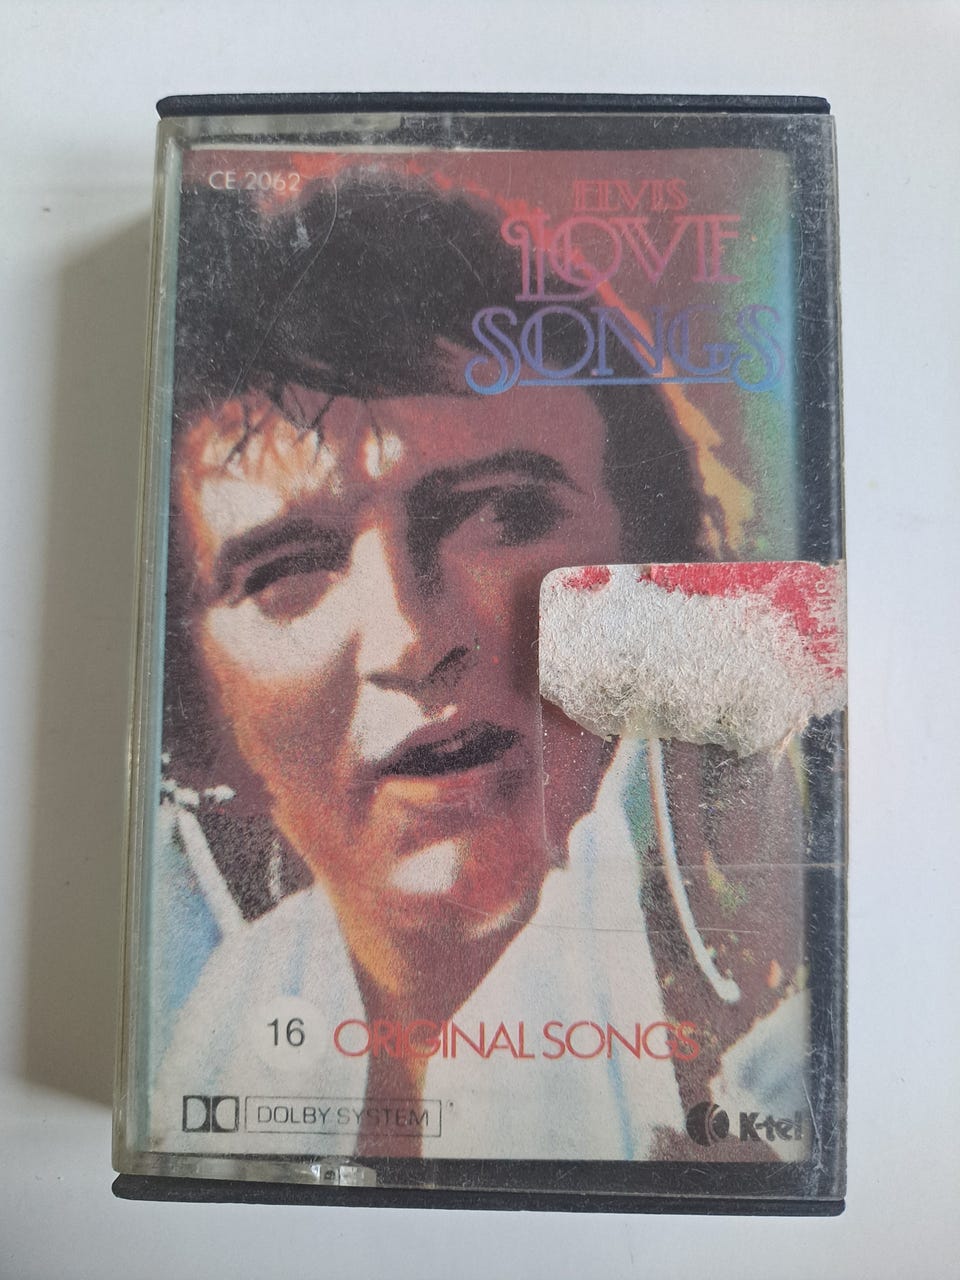 CE 2062
ELVIS
LOVE
SONGS
16 ORIGINAL SONGS
DOLBY SYSTEM
K-tel